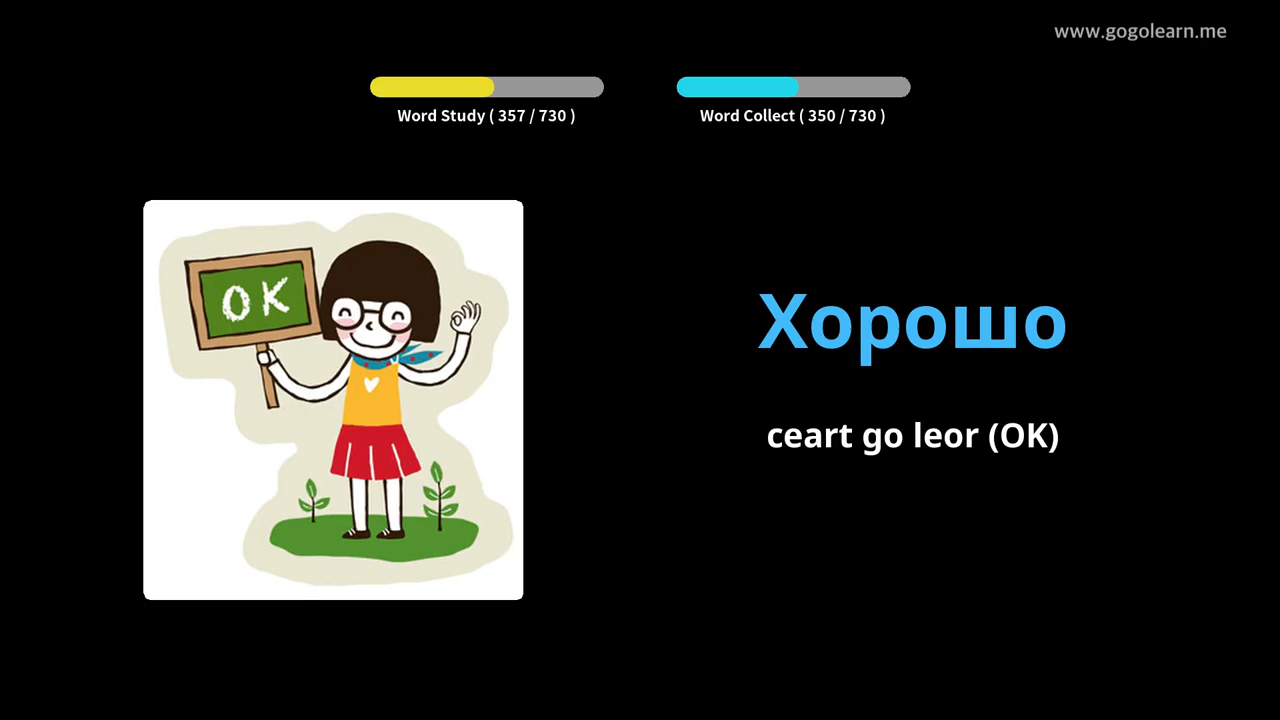 www.gogolearn.me
Word Study ( 357 / 730 )
Word Collect ( 350 / 730 )
OK
Хорошо
ceart go leor (OK)